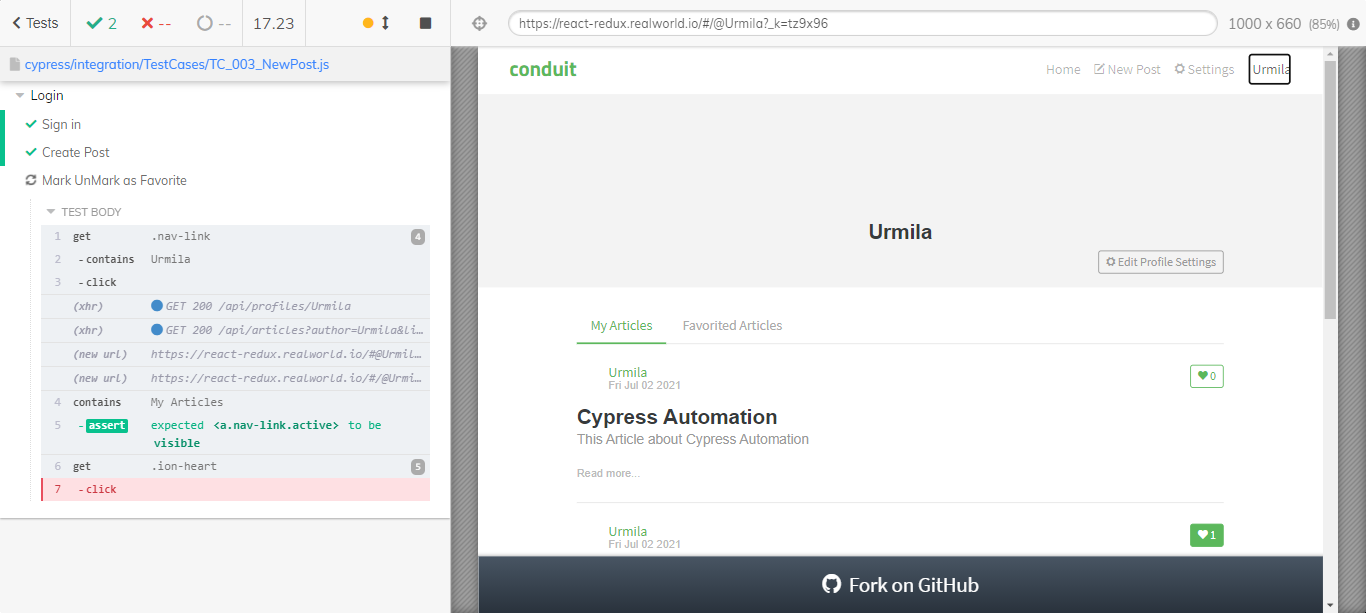 Tests 2 -- -- 17.23
cypress/integration/TestCases/TC_003_NewPost.js
Login
Sign in
Create Post
Mark UnMark as Favorite
TEST BODY
1 get .nav-link 4
2 -contains Urmila
3 -click
(xhr) GET 200 /api/profiles/Urmila
(xhr) GET 200 /api/articles?author=Urmila&li…
(new url) https://react-redux.realworld.io/#@Urmil…
(new url) https://react-redux.realworld.io/#/@Urmi…
4 contains My Articles
5 -assert expected <a.nav-link.active> to be
visible
6 get .ion-heart 5
7 -click
https://react-redux.realworld.io/#/@Urmila?_k=tz9x96 1000 x 660 (85%)
conduit Home New Post Settings Urmila
Urmila
Edit Profile Settings
My Articles Favorited Articles
Urmila
Fri Jul 02 2021
0
Cypress Automation
This Article about Cypress Automation
Read more...
Urmila
Fri Jul 02 2021
1
Fork on GitHub